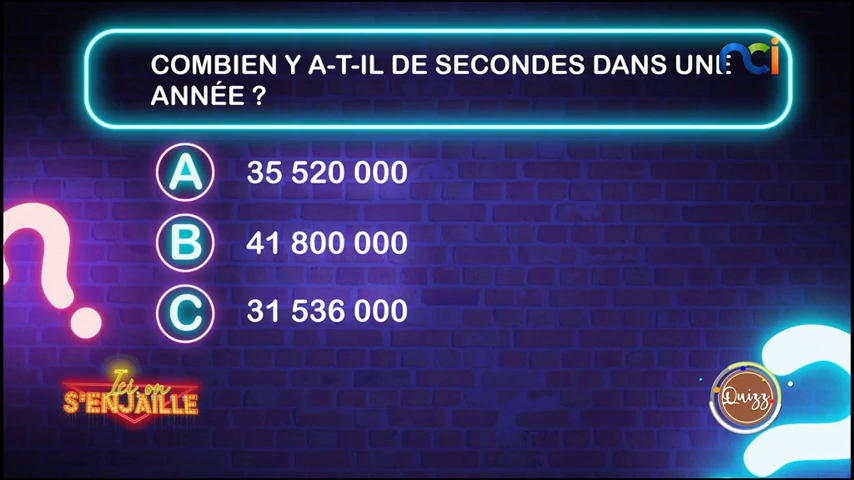 COMBIEN Y A-T-IL DE SECONDES DANS UNE
ANNÉE ?
nci
A 35 520 000
B 41 800 000
C 31 536 000
Ici on
S'ENJAILLE
Quizz